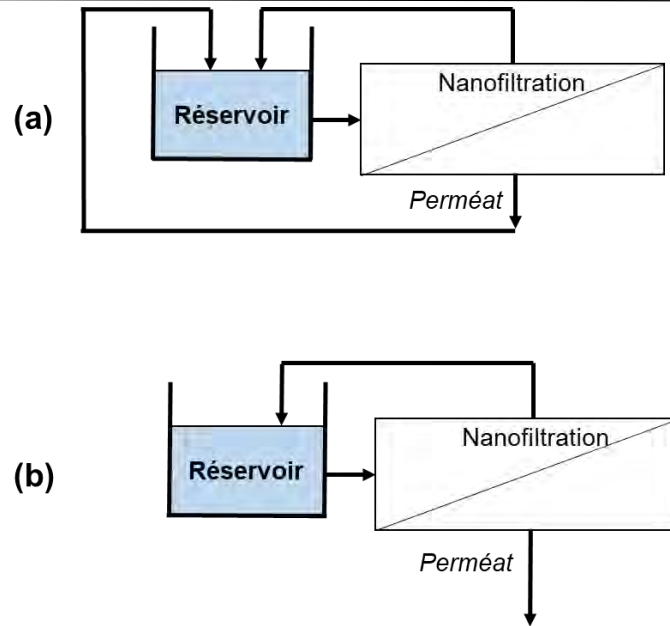 Nanofiltration
(a)
Réservoir
Perméat
Nanofiltration
(b)
Réservoir
Perméat